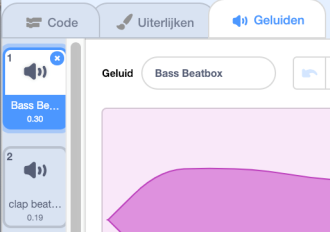 Code
Uiterlijken
Geluiden
1
Bass Be...
0.30
2
clap beat...
0.19
Geluid
Bass Beatbox